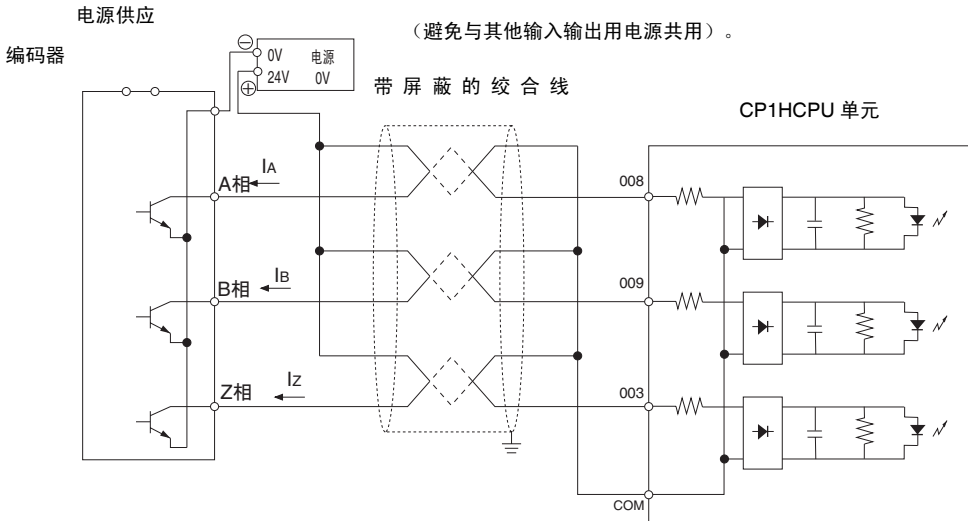 电源供应
(避免与其他输入输出用电源共用)。
编码器
⊖
0V 电源
24V 0V
⊕
带屏蔽的绞合线
CP1HCPU 单元
A相 IA
008
B相 IB
009
Z相 IZ
003
COM